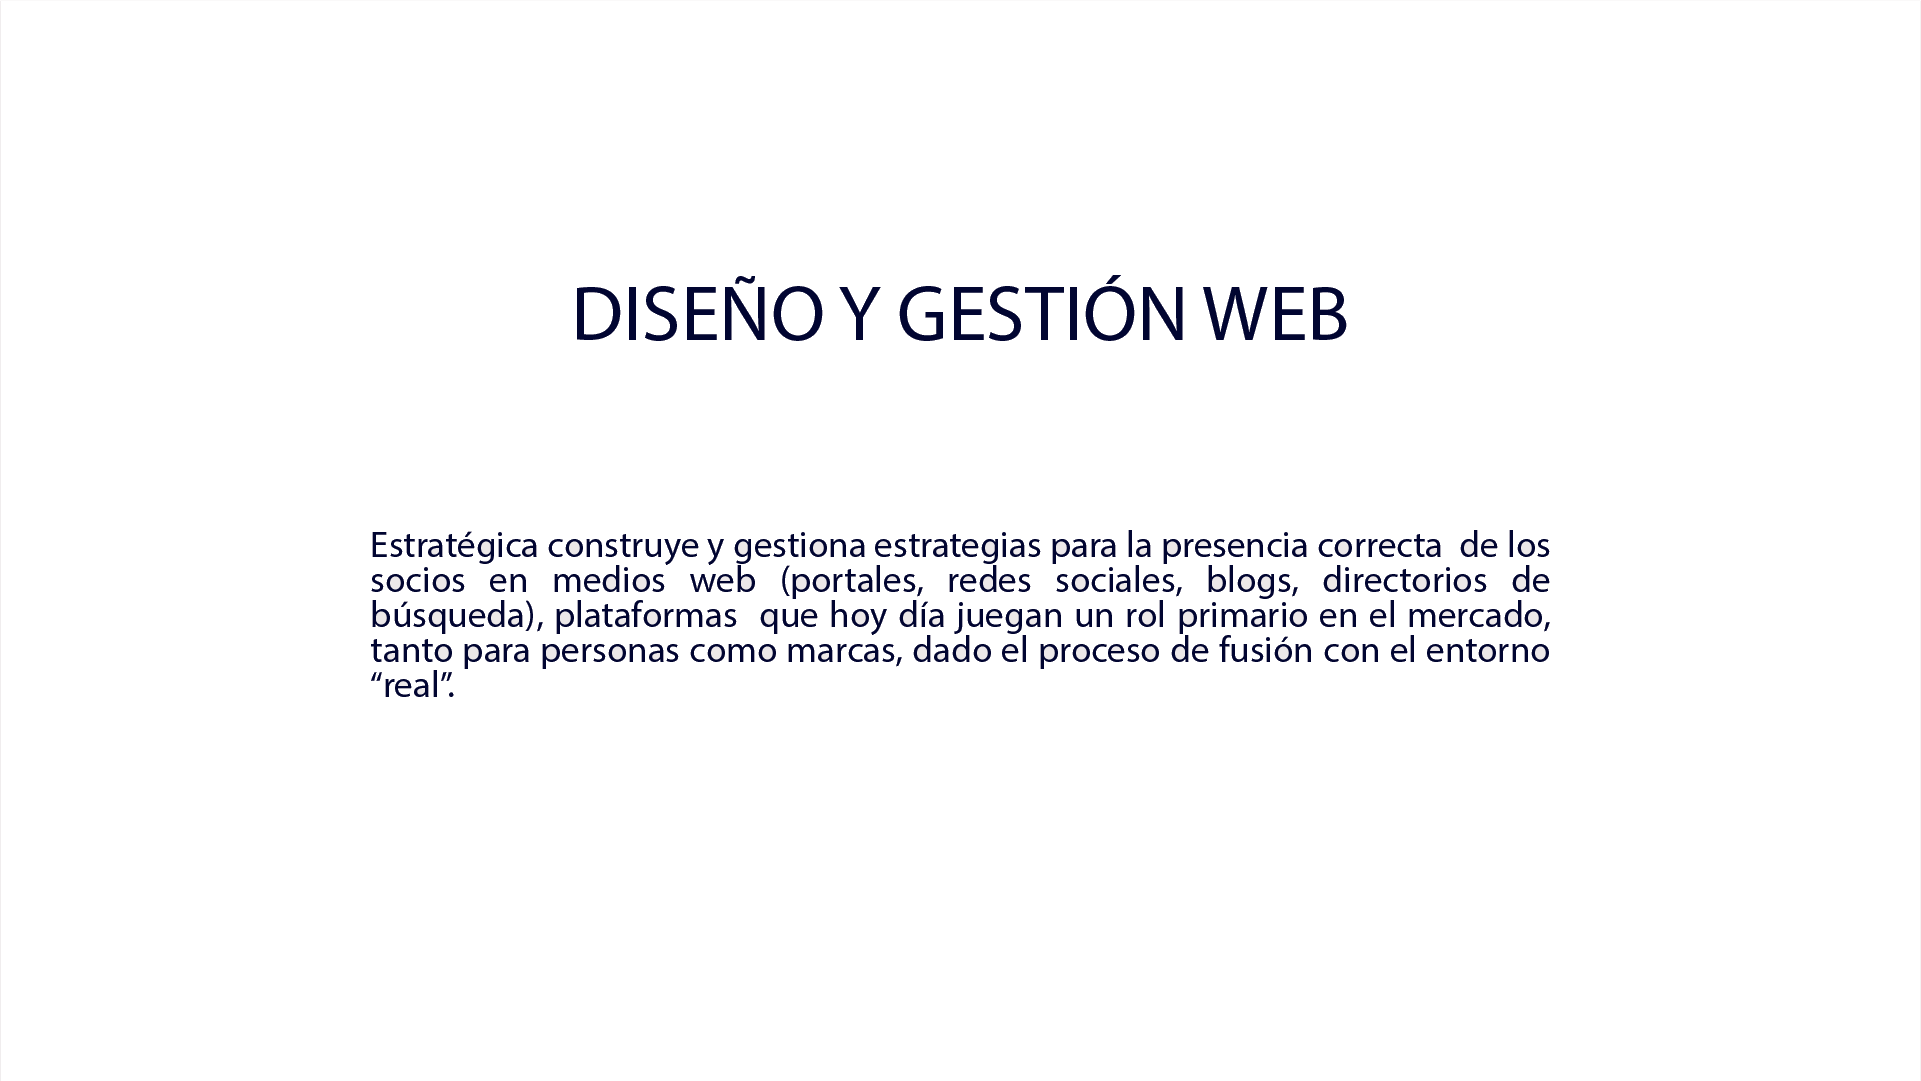 DISEÑO Y GESTIÓN WEB
Estratégica construye y gestiona estrategias para la presencia correcta  de los
socios en medios web (portales, redes sociales, blogs, directorios de
búsqueda), plataformas  que hoy día juegan un rol primario en el mercado,
tanto para personas como marcas, dado el proceso de fusión con el entorno
“real”.